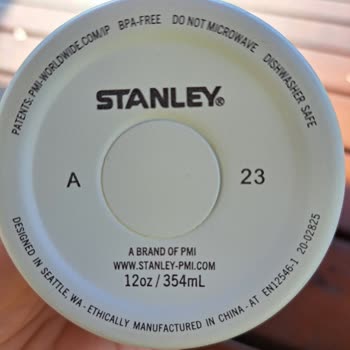 PATENTS: PMI-WORLDWIDE.COM/IP BPA-FREE DO NOT MICROWAVE DISHWASHER SAFE
STANLEY®
A 23
A BRAND OF PMI
WWW.STANLEY-PMI.COM
12oz / 354mL
DESIGNED IN SEATTLE, WA - ETHICALLY MANUFACTURED IN CHINA - AT EN12546-1 20-02825